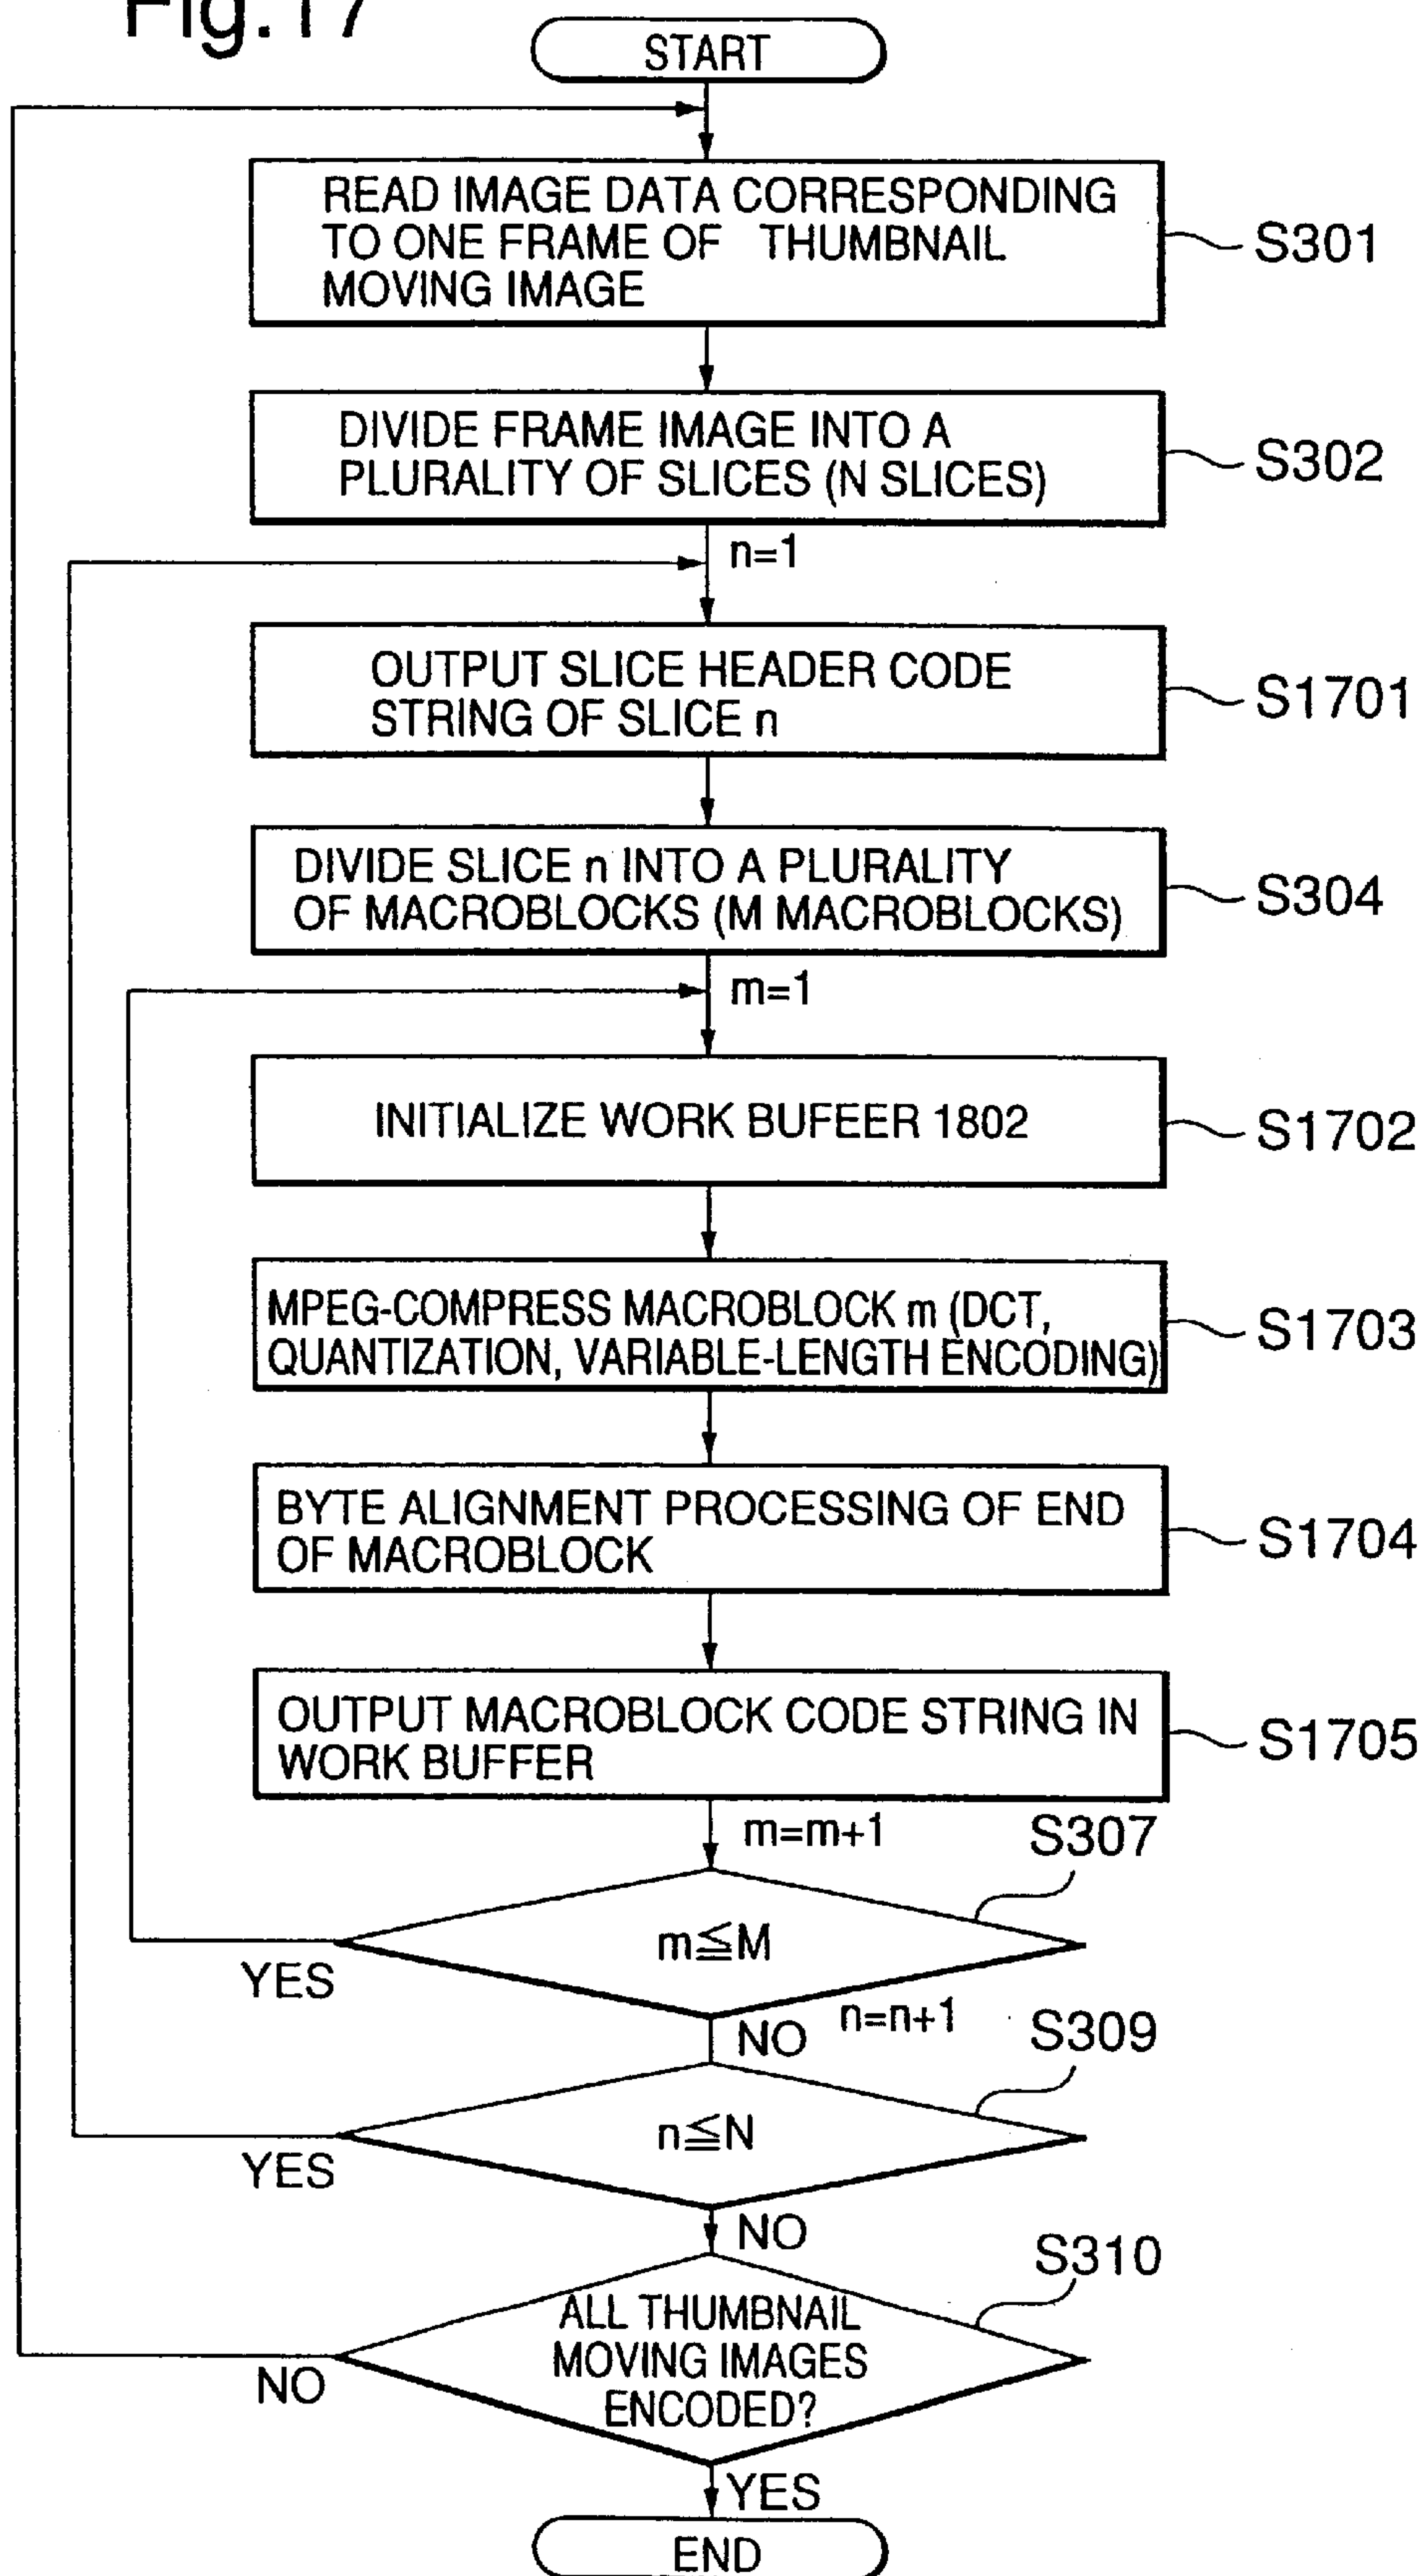 Fig.17
START
READ IMAGE DATA CORRESPONDING
TO ONE FRAME OF THUMBNAIL
MOVING IMAGE
S301
DIVIDE FRAME IMAGE INTO A
PLURALITY OF SLICES (N SLICES)
S302
n=1
OUTPUT SLICE HEADER CODE
STRING OF SLICE n
S1701
DIVIDE SLICE n INTO A PLURALITY
OF MACROBLOCKS (M MACROBLOCKS)
S304
m=1
INITIALIZE WORK BUFEER 1802
S1702
MPEG-COMPRESS MACROBLOCK m (DCT,
QUANTIZATION, VARIABLE-LENGTH ENCODING)
S1703
BYTE ALIGNMENT PROCESSING OF END
OF MACROBLOCK
S1704
OUTPUT MACROBLOCK CODE STRING IN
WORK BUFFER
S1705
m=m+1
S307
m≦M
YES
NO
n=n+1
S309
n≦N
YES
NO
S310
ALL THUMBNAIL
MOVING IMAGES
ENCODED?
NO
YES
END